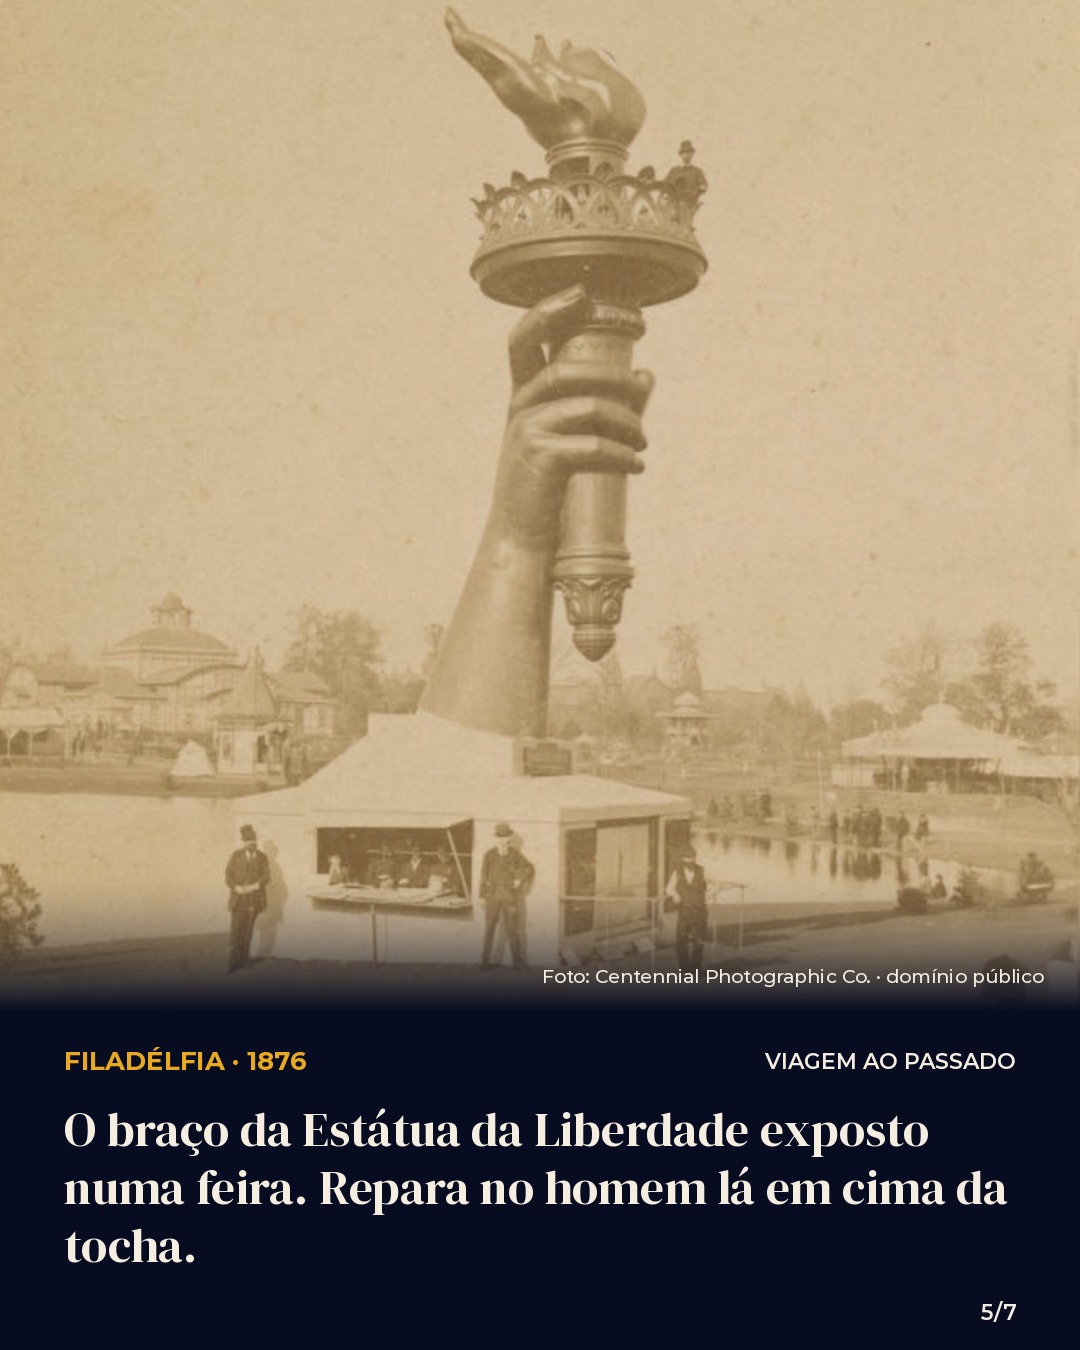 Foto: Centennial Photographic Co. · domínio público
FILADÉLFIA · 1876
VIAGEM AO PASSADO
O braço da Estátua da Liberdade exposto
numa feira. Repara no homem lá em cima da
tocha.
5/7